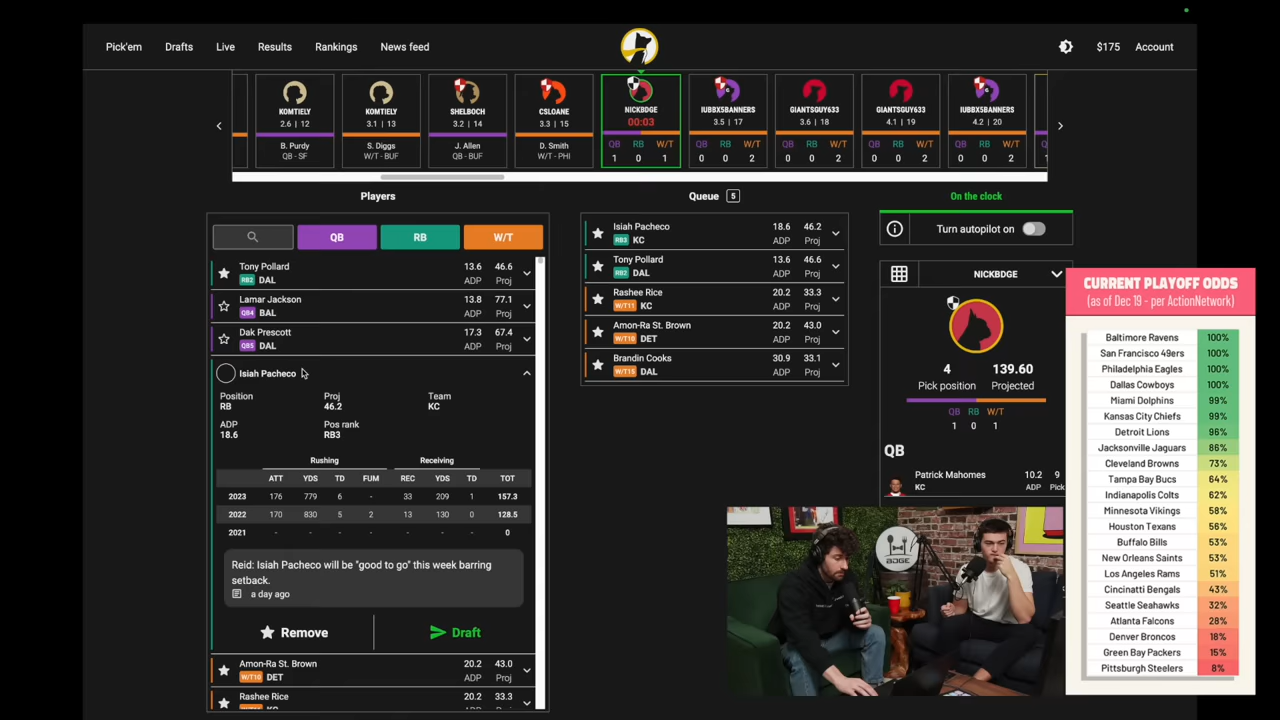 Pick'em Drafts Live Results Rankings News feed
$175 Account
KOMTIELY
2.6 | 12
B. Purdy
QB - SF
KOMTIELY
3.1 | 13
S. Diggs
W/T - BUF
SHELBOCH
3.2 | 14
J. Allen
QB - BUF
CSLOANE
3.3 | 15
D. Smith
W/T - PHI
NICKBDGE
00:03
QB RB W/T
1 0 1
IUBBXSBANNERS
3.5 | 17
QB RB W/T
0 0 2
GIANTSGUY633
3.6 | 18
QB RB W/T
0 0 2
GIANTSGUY633
4.1 | 19
QB RB W/T
0 0 2
IUBBXSBANNERS
4.2 | 20
QB RB W/T
0 0 2
Players
QB RB W/T
Tony Pollard 13.6 46.6
RB2 DAL ADP Proj
Lamar Jackson 13.8 77.1
QB4 BAL ADP Proj
Dak Prescott 17.3 67.4
QB5 DAL ADP Proj
Isiah Pacheco
Position Proj Team
RB 46.2 KC
ADP Pos rank
18.6 RB3
Rushing Receiving
ATT YDS TD FUM REC YDS TD TOT
2023 176 779 6 - 33 209 1 157.3
2022 170 830 5 2 13 130 0 128.5
2021 - - - - - - - 0
Reid: Isiah Pacheco will be "good to go" this week barring
setback.
a day ago
Remove Draft
Amon-Ra St. Brown 20.2 43.0
W/T10 DET ADP Proj
Rashee Rice 20.2 33.3
W/T11 KC ADP Proj
Queue 5
Isiah Pacheco 18.6 46.2
RB3 KC ADP Proj
Tony Pollard 13.6 46.6
RB2 DAL ADP Proj
Rashee Rice 20.2 33.3
W/T11 KC ADP Proj
Amon-Ra St. Brown 20.2 43.0
W/T10 DET ADP Proj
Brandin Cooks 30.9 33.1
W/T15 DAL ADP Proj
On the clock
Turn autopilot on
NICKBDGE
4 139.60
Pick position Projected
QB RB W/T
1 0 1
QB
Patrick Mahomes 10.2 9
KC ADP Pick
BDGE
CURRENT PLAYOFF ODDS
(as of Dec 19 - per ActionNetwork)
Baltimore Ravens 100%
San Francisco 49ers 100%
Philadelphia Eagles 100%
Dallas Cowboys 100%
Miami Dolphins 99%
Kansas City Chiefs 99%
Detroit Lions 96%
Jacksonville Jaguars 86%
Cleveland Browns 73%
Tampa Bay Bucs 64%
Indianapolis Colts 62%
Minnesota Vikings 58%
Houston Texans 56%
Buffalo Bills 53%
New Orleans Saints 53%
Los Angeles Rams 51%
Cincinnati Bengals 43%
Seattle Seahawks 32%
Atlanta Falcons 28%
Denver Broncos 18%
Green Bay Packers 15%
Pittsburgh Steelers 8%